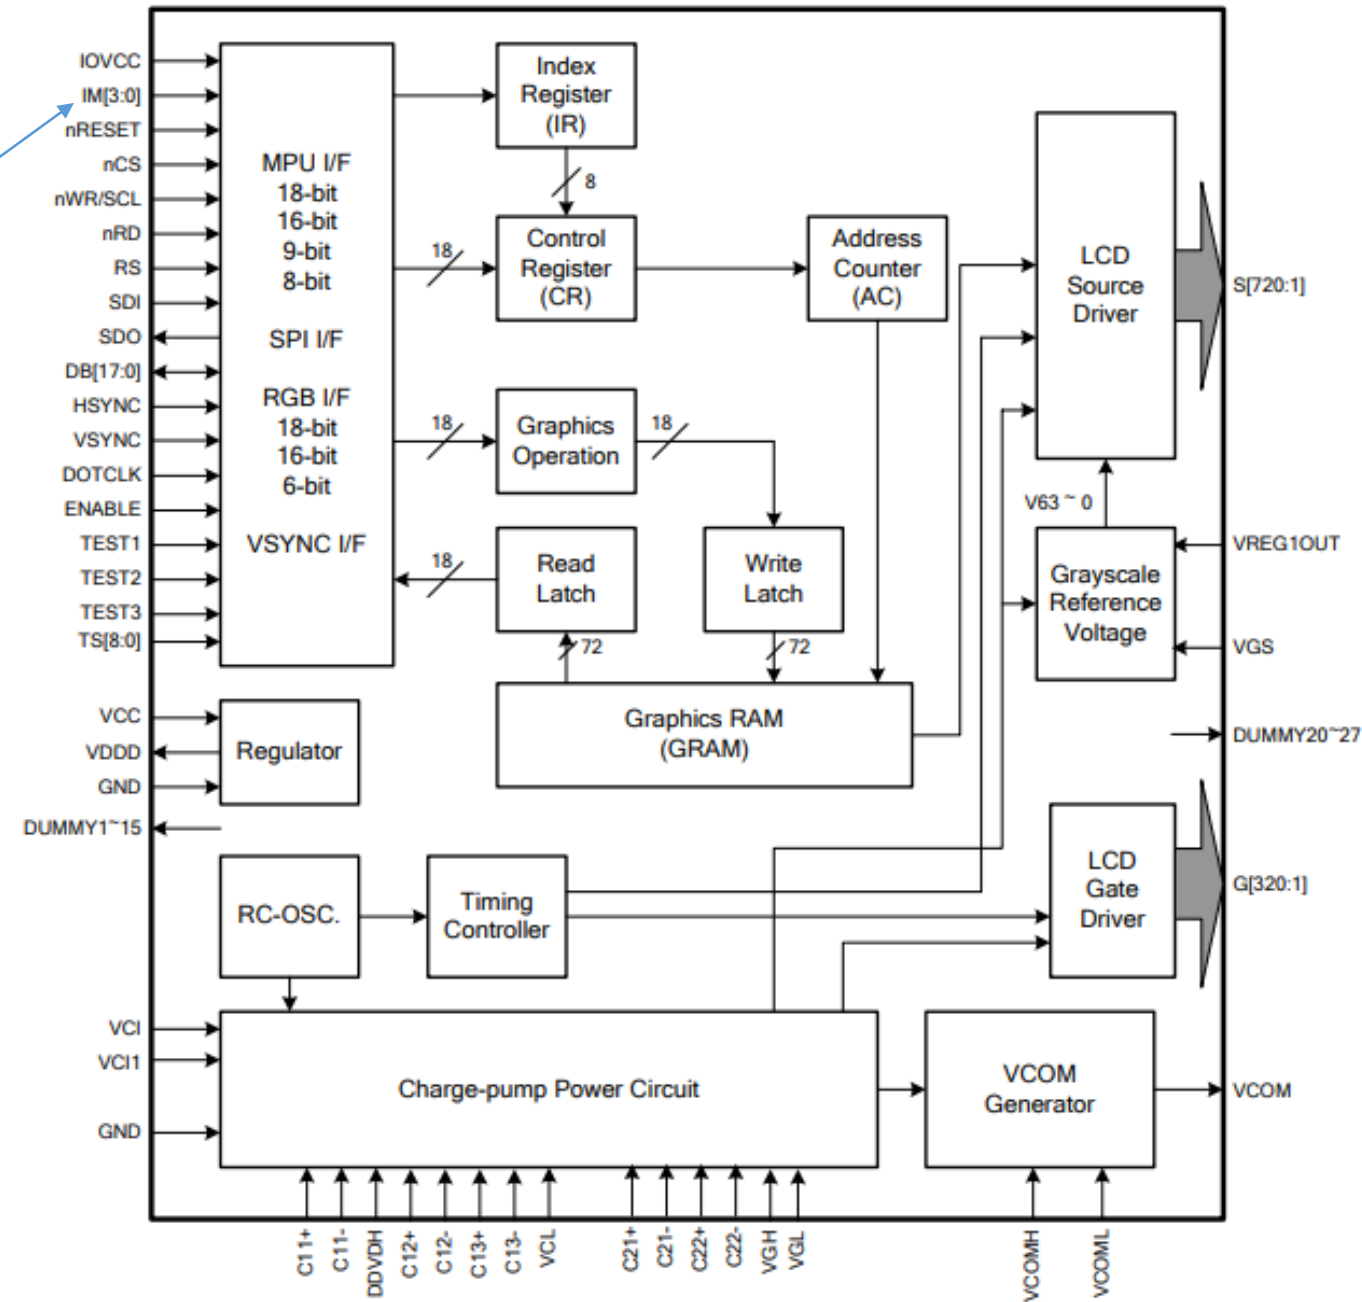 IOVCC
IM[3:0]
nRESET
nCS
nWR/SCL
nRD
RS
SDI
SDO
DB[17:0]
HSYNC
VSYNC
DOTCLK
ENABLE
TEST1
TEST2
TEST3
TS[8:0]
MPU I/F
18-bit
16-bit
9-bit
8-bit
SPI I/F
RGB I/F
18-bit
16-bit
6-bit
VSYNC I/F
Index
Register
(IR)
8
18
Control
Register
(CR)
Address
Counter
(AC)
18
Graphics
Operation
18
18
Read
Latch
72
Write
Latch
72
Graphics RAM
(GRAM)
LCD
Source
Driver
S[720:1]
V63 ~ 0
Grayscale
Reference
Voltage
VREG1OUT
VGS
DUMMY20~27
VCC
VDDD
GND
Regulator
DUMMY1~15
RC-OSC.
Timing
Controller
LCD
Gate
Driver
G[320:1]
VCI
VCI1
GND
Charge-pump Power Circuit
VCOM
Generator
VCOM
C11+
C11-
DDVDH
C12+
C12-
C13+
C13-
VCL
C21+
C21-
C22+
C22-
VGH
VGL
VCOMH
VCOML